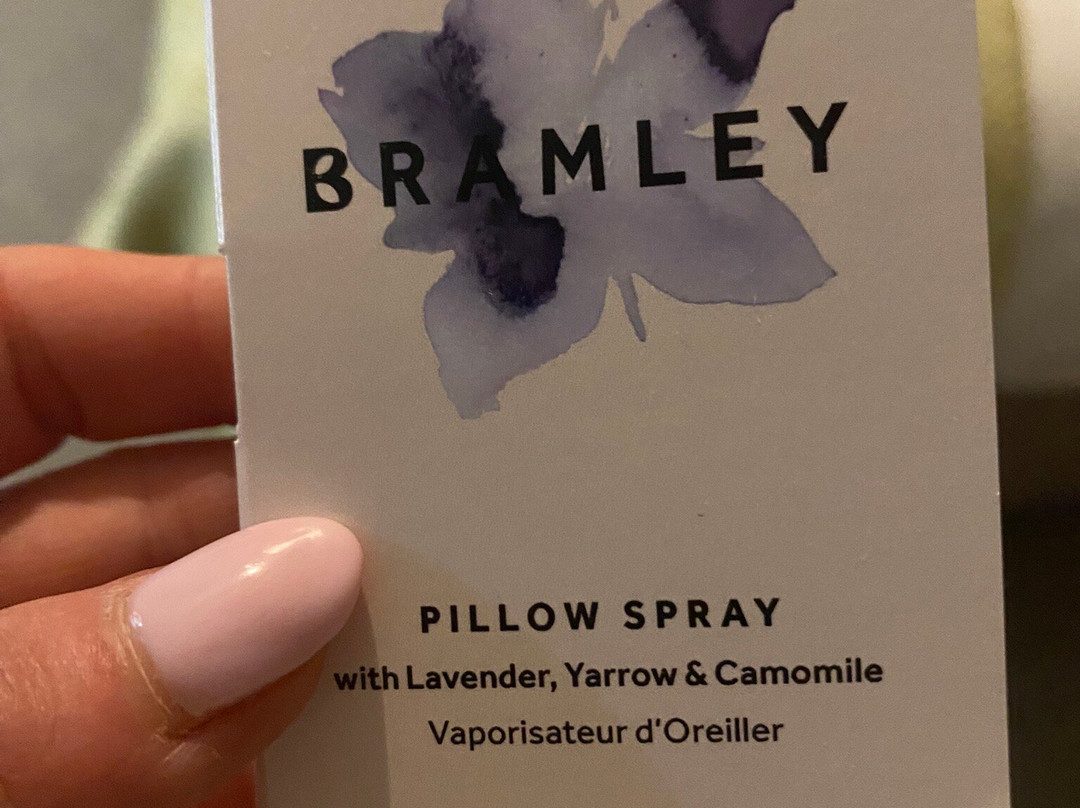 BRAMLEY
PILLOW SPRAY
with Lavender, Yarrow & Camomile
Vaporisateur d'Oreiller